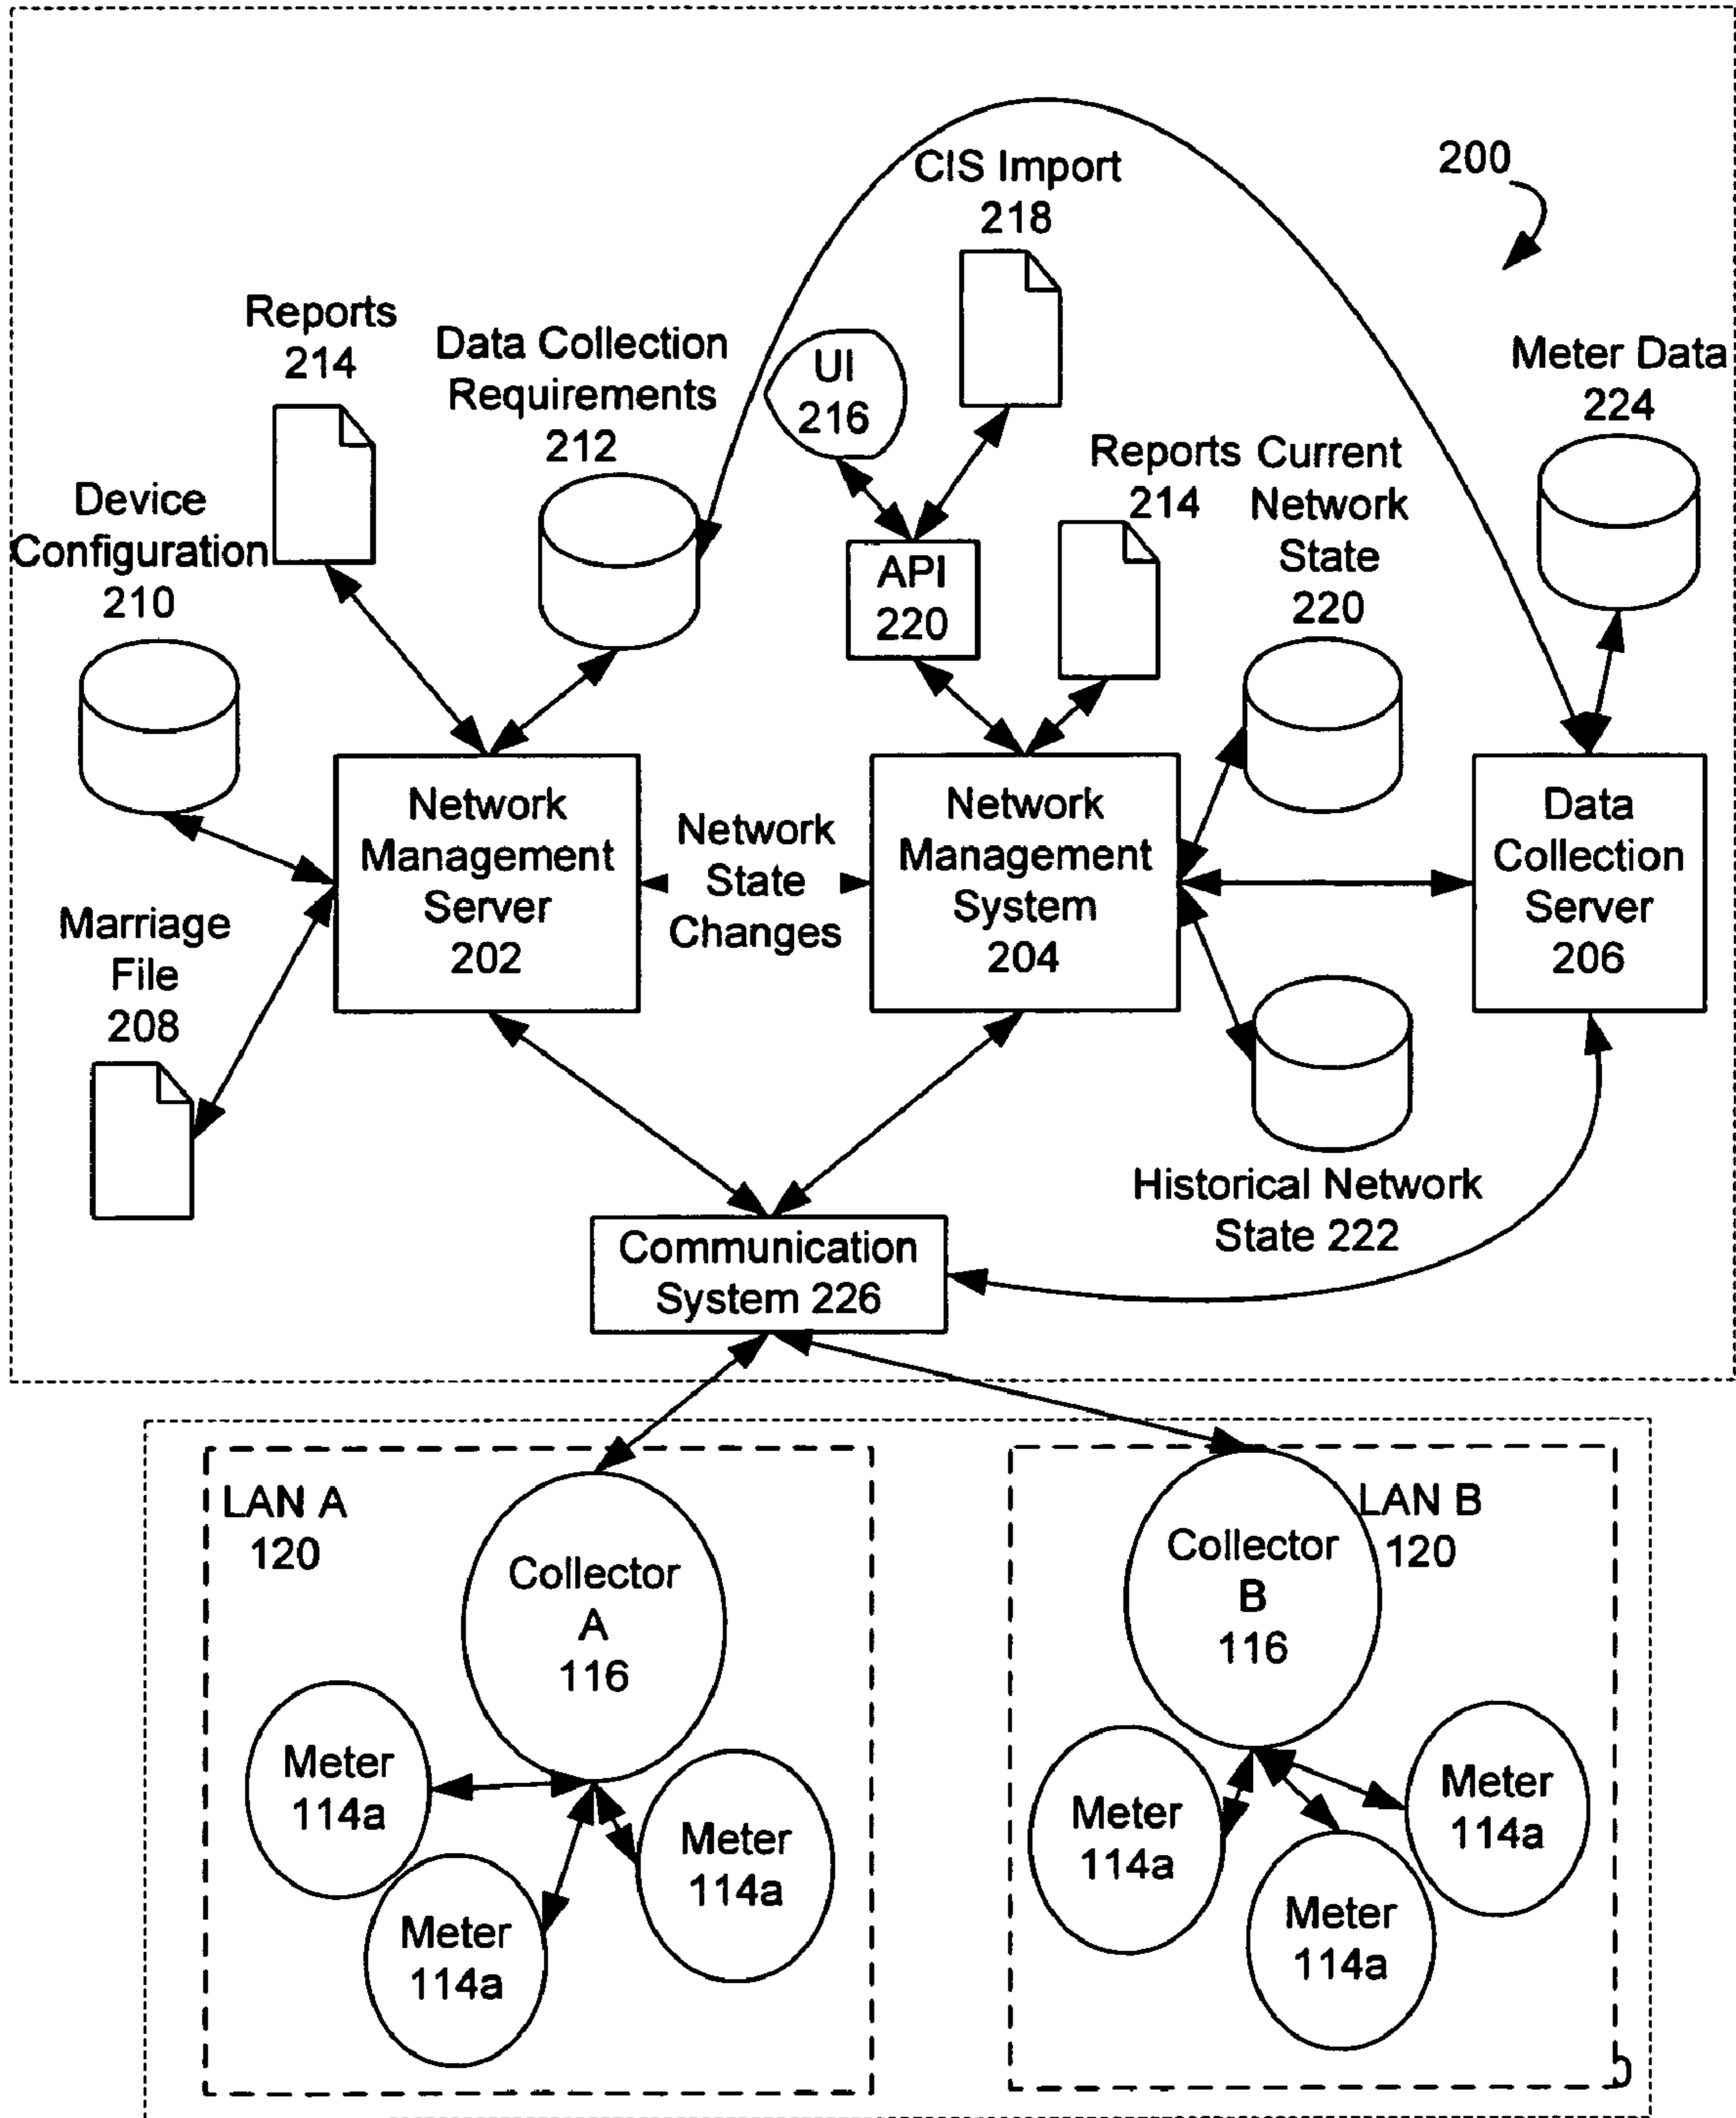 200
CIS Import
218
Reports
214
Data Collection
Requirements
212
UI
216
Meter Data
224
Device
Configuration
210
Reports
214
Current
Network
State
220
API
220
Network
Management
Server
202
Network
State
Changes
Network
Management
System
204
Data
Collection
Server
206
Marriage
File
208
Historical Network
State 222
Communication
System 226
LAN A
120
Collector
A
116
LAN B
120
Collector
B
116
Meter
114a
Meter
114a
Meter
114a
Meter
114a
Meter
114a
Meter
114a